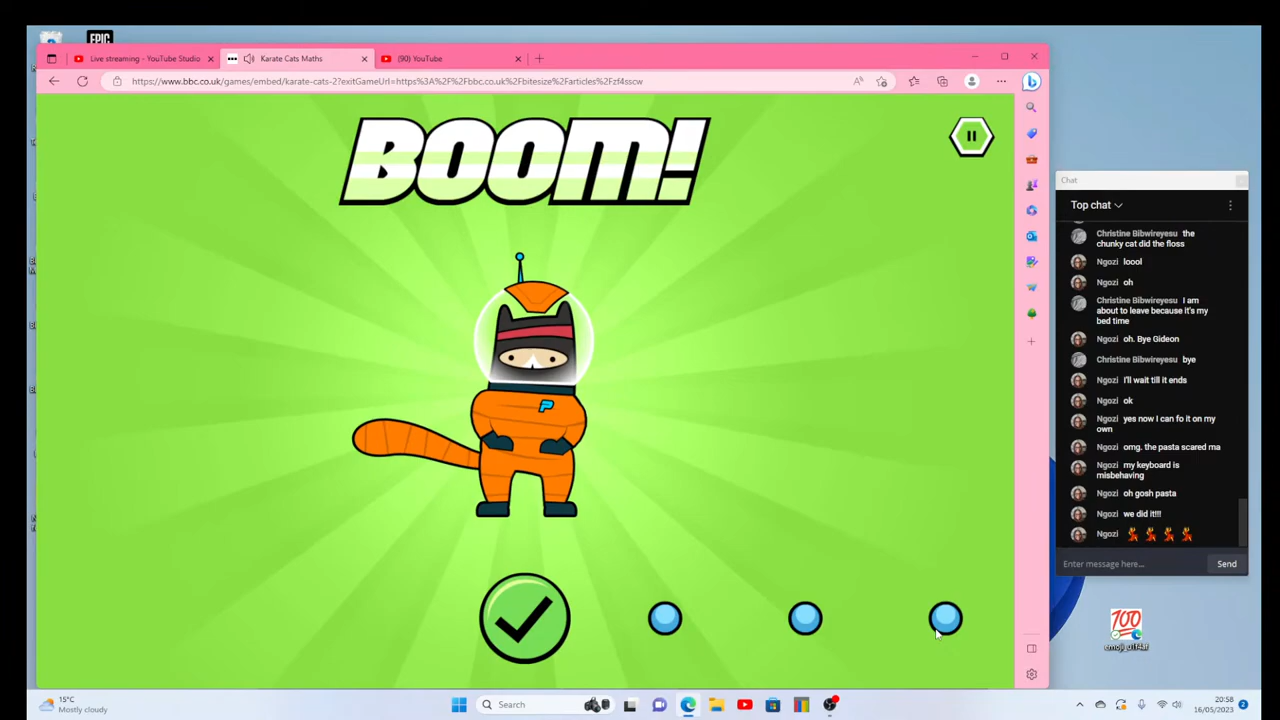 EPIC
Live streaming - YouTube Studio
Karate Cats Maths
(90) YouTube
https://www.bbc.co.uk/games/embed/karate-cats-2?exitGameUrl=https%3A%2F%2Fbbc.co.uk%2Fbitesize%2Farticles%2Fzf4sscw
BOOM!
P
Chat
Top chat
Christine Bibwireyesu the
chunky cat did the floss
Ngozi loool
Ngozi oh
Christine Bibwireyesu I am
about to leave because it's my
bed time
Ngozi oh. Bye Gideon
Christine Bibwireyesu bye
Ngozi I'll wait till it ends
Ngozi ok
Ngozi yes now I can fo it on my
own
Ngozi omg. the pasta scared ma
Ngozi my keyboard is
misbehaving
Ngozi oh gosh pasta
Ngozi we did it!!!
Ngozi 💃 💃 💃 💃
Enter message here...
Send
100
15°C
Mostly cloudy
Search
20:58
16/05/2023
2